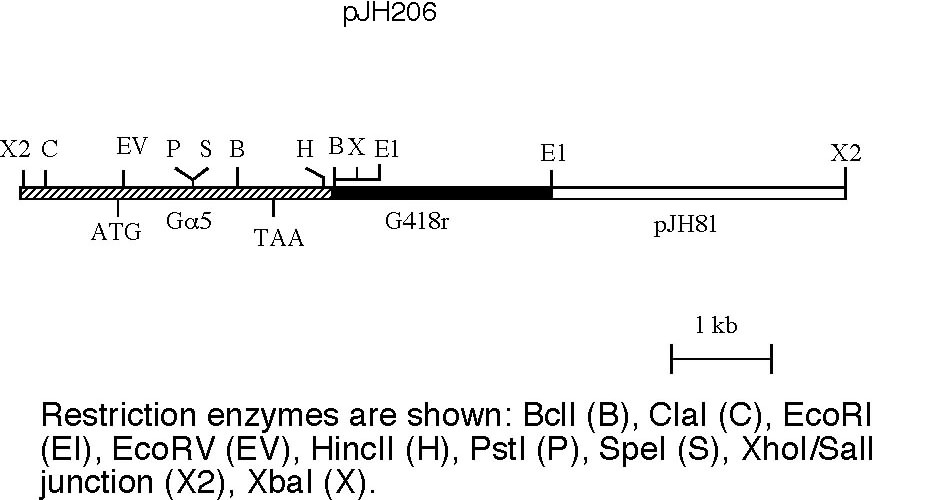 pJH206
X2 C EV P S B H B X E1 E1 X2
ATG Gα5 TAA G418r pJH81
1 kb
Restriction enzymes are shown: BclI (B), ClaI (C), EcoRI
(EI), EcoRV (EV), HincII (H), PstI (P), SpeI (S), XhoI/SalI
junction (X2), XbaI (X).